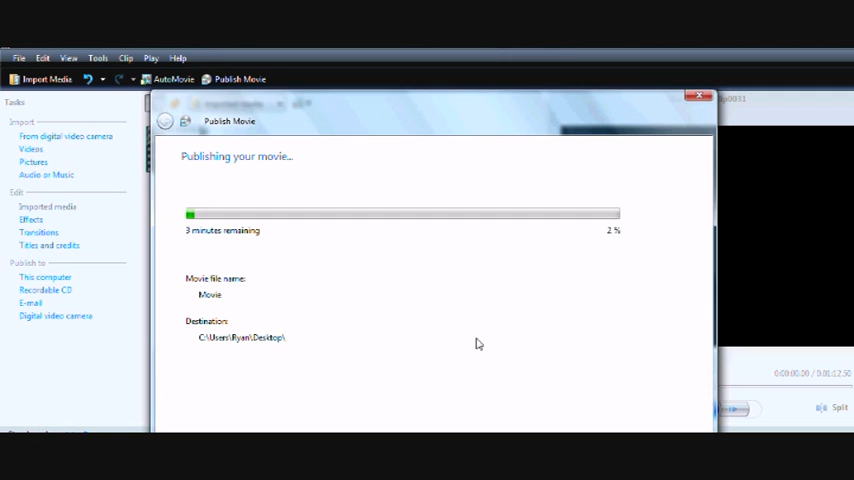 File Edit View Tools Clip Play Help
Import Media AutoMovie Publish Movie
Tasks
Import
From digital video camera
Videos
Pictures
Audio or Music
Edit
Imported media
Effects
Transitions
Titles and credits
Publish to
This computer
Recordable CD
E-mail
Digital video camera
Publish Movie
Publishing your movie...
3 minutes remaining 2 %
Movie file name:
Movie
Destination:
C:\Users\Ryan\Desktop\
0:00:00.00 / 0:01:12.50
Split